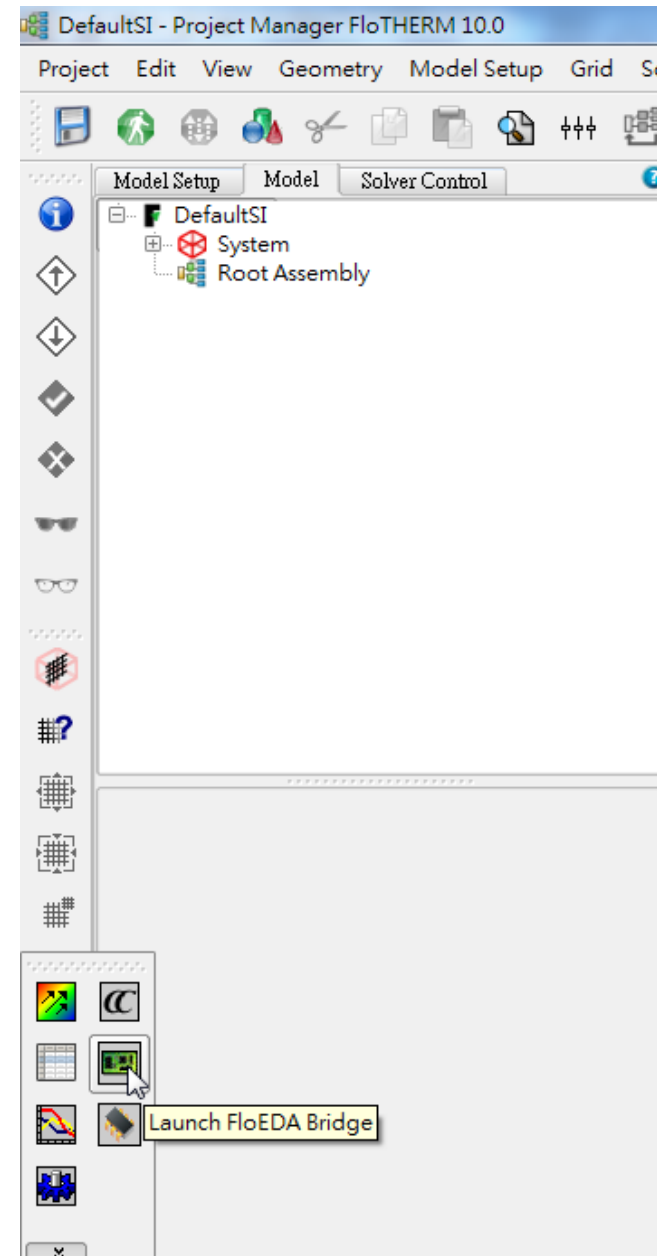 DefaultSI - Project Manager FloTHERM 10.0
Project Edit View Geometry Model Setup Grid
Model Setup Model Solver Control
DefaultSI
System
Root Assembly
Launch FloEDA Bridge